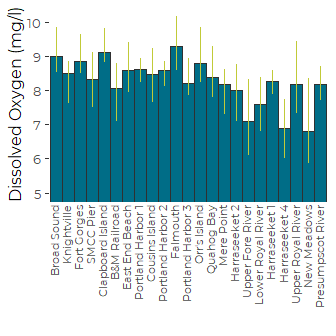 Dissolved Oxygen (mg/l)
10
9
8
7
6
5
Broad Sound
Knightville
Fort Gorges
SMCC Pier
Clapboard Island
B&M Railroad
East End Beach
Portland Harbor 1
Cousins Island
Portland Harbor 2
Falmouth
Portland Harbor 3
Orrs Island
Quahog Bay
Mere Point
Harraseeket 2
Upper Fore River
Lower Royal River
Harraseeket 1
Harraseeket 4
Upper Royal River
New Meadows
Presumpscot River